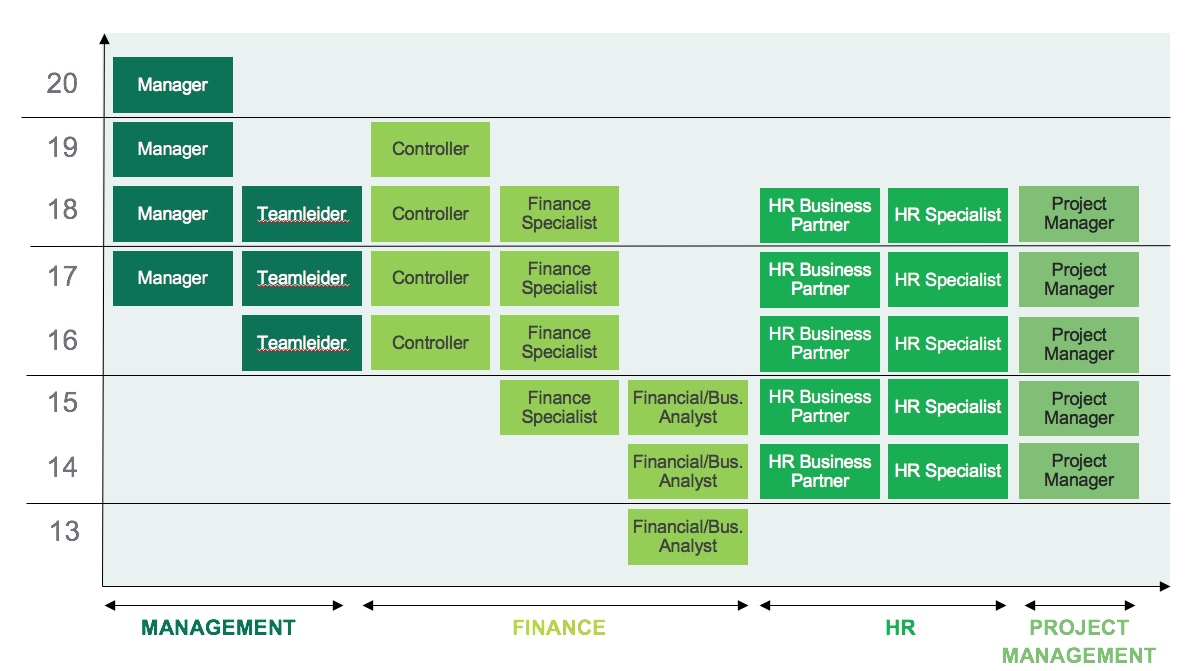 20
Manager
19
Manager
Controller
18
Manager
Teamleider
Controller
Finance
Specialist
HR Business
Partner
HR Specialist
Project
Manager
17
Manager
Teamleider
Controller
Finance
Specialist
HR Business
Partner
HR Specialist
Project
Manager
16
Teamleider
Controller
Finance
Specialist
HR Business
Partner
HR Specialist
Project
Manager
15
Finance
Specialist
Financial/Bus.
Analyst
HR Business
Partner
HR Specialist
Project
Manager
14
Financial/Bus.
Analyst
HR Business
Partner
HR Specialist
Project
Manager
13
Financial/Bus.
Analyst
MANAGEMENT
FINANCE
HR
PROJECT
MANAGEMENT